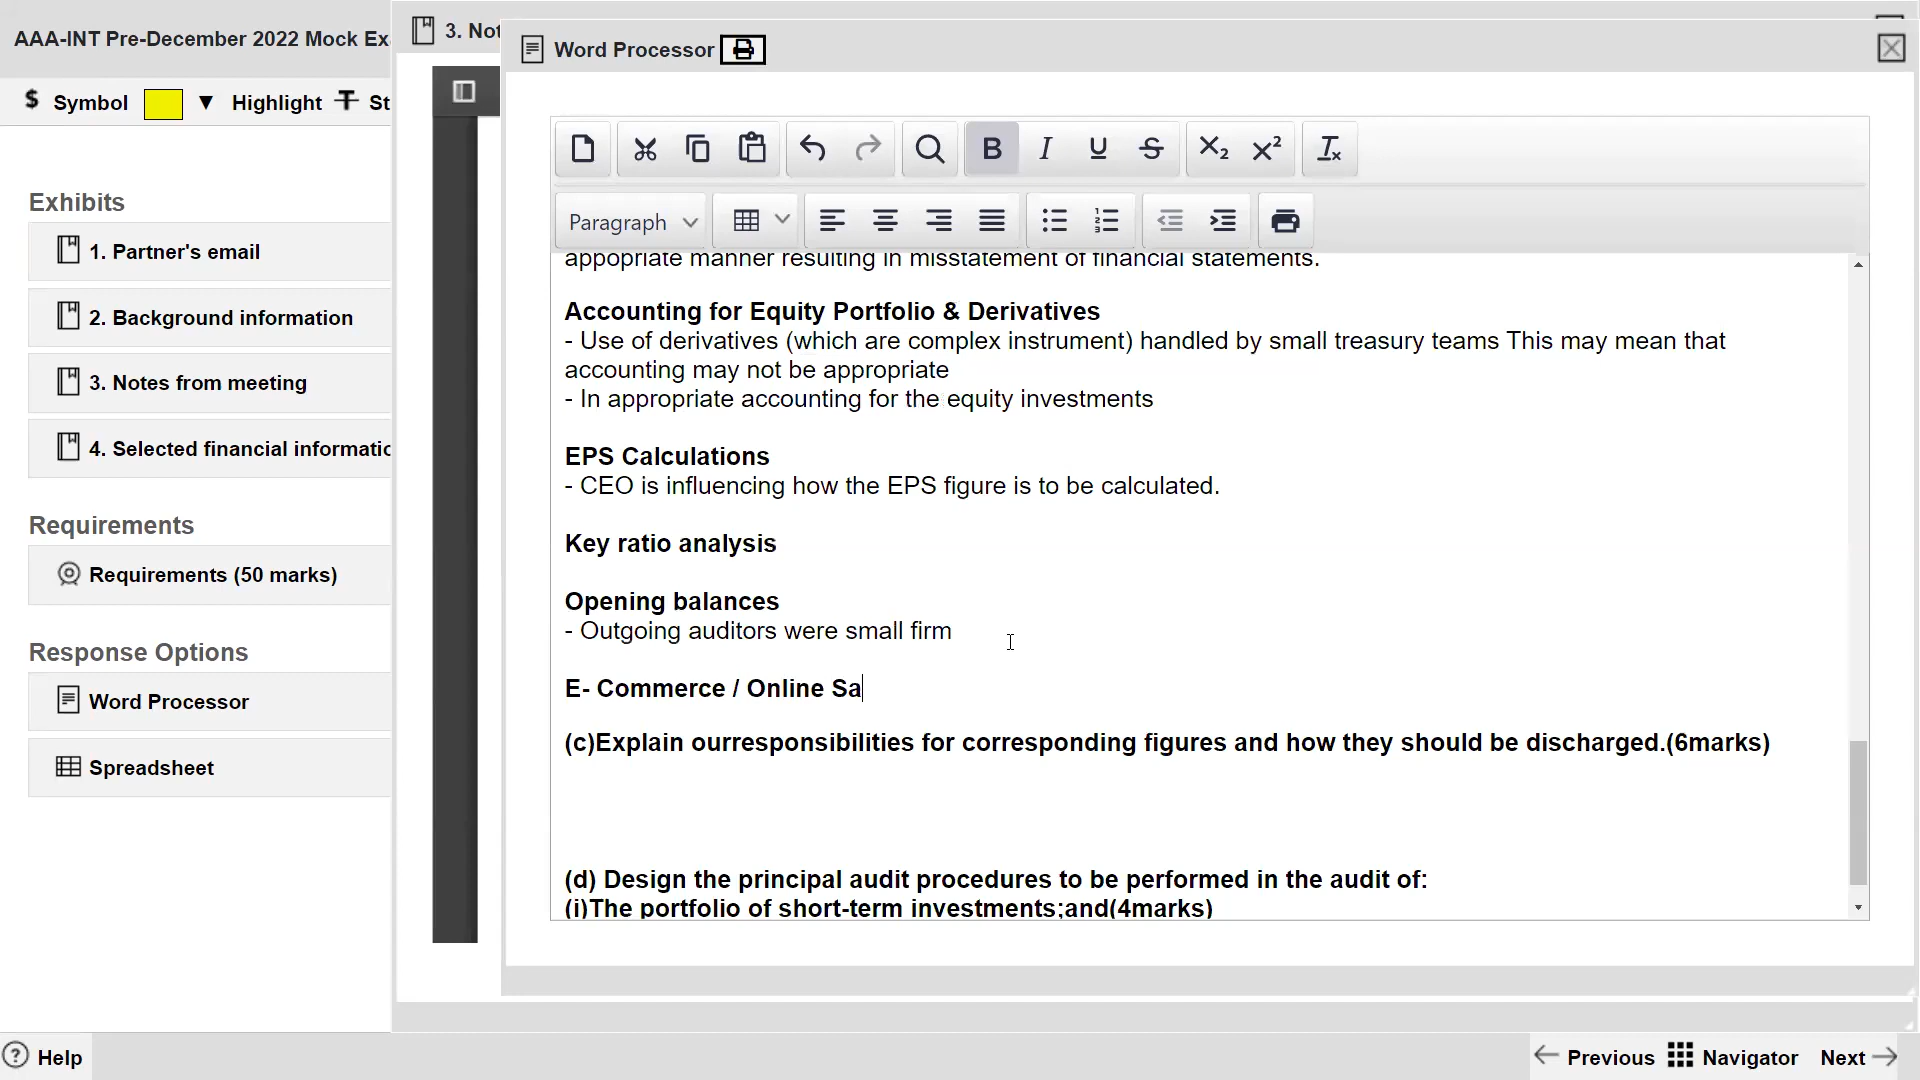 AAA-INT Pre-December 2022 Mock Ex
3. Not
Word Processor
$ Symbol
Highlight
St
Paragraph
Exhibits
1. Partner's email
2. Background information
3. Notes from meeting
4. Selected financial informatio
Requirements
Requirements (50 marks)
Response Options
Word Processor
Spreadsheet
appopriate manner resulting in misstatement of financial statements.
Accounting for Equity Portfolio & Derivatives
- Use of derivatives (which are complex instrument) handled by small treasury teams This may mean that
accounting may not be appropriate
- In appropriate accounting for the equity investments
EPS Calculations
- CEO is influencing how the EPS figure is to be calculated.
Key ratio analysis
Opening balances
- Outgoing auditors were small firm
E- Commerce / Online Sa
(c)Explain ourresponsibilities for corresponding figures and how they should be discharged.(6marks)
(d) Design the principal audit procedures to be performed in the audit of:
(i)The portfolio of short-term investments;and(4marks)
Help
Previous
Navigator
Next